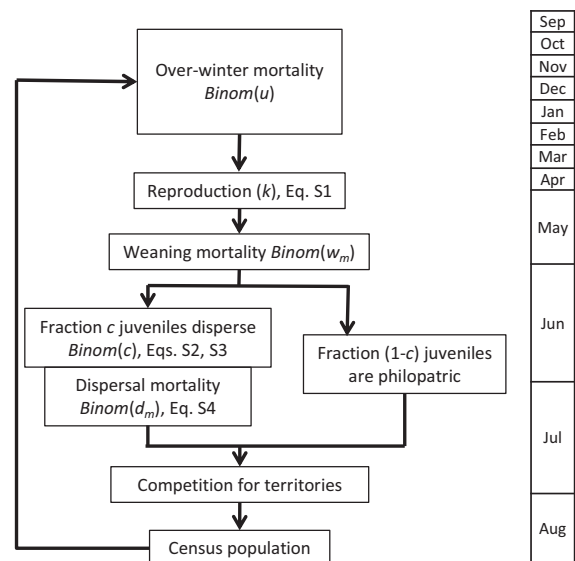 Over-winter mortality
Binom(u)
Reproduction (k), Eq. S1
Weaning mortality Binom(wₘ)
Fraction c juveniles disperse
Binom(c), Eqs. S2, S3
Dispersal mortality
Binom(dₘ), Eq. S4
Fraction (1-c) juveniles
are philopatric
Competition for territories
Census population
Sep
Oct
Nov
Dec
Jan
Feb
Mar
Apr
May
Jun
Jul
Aug